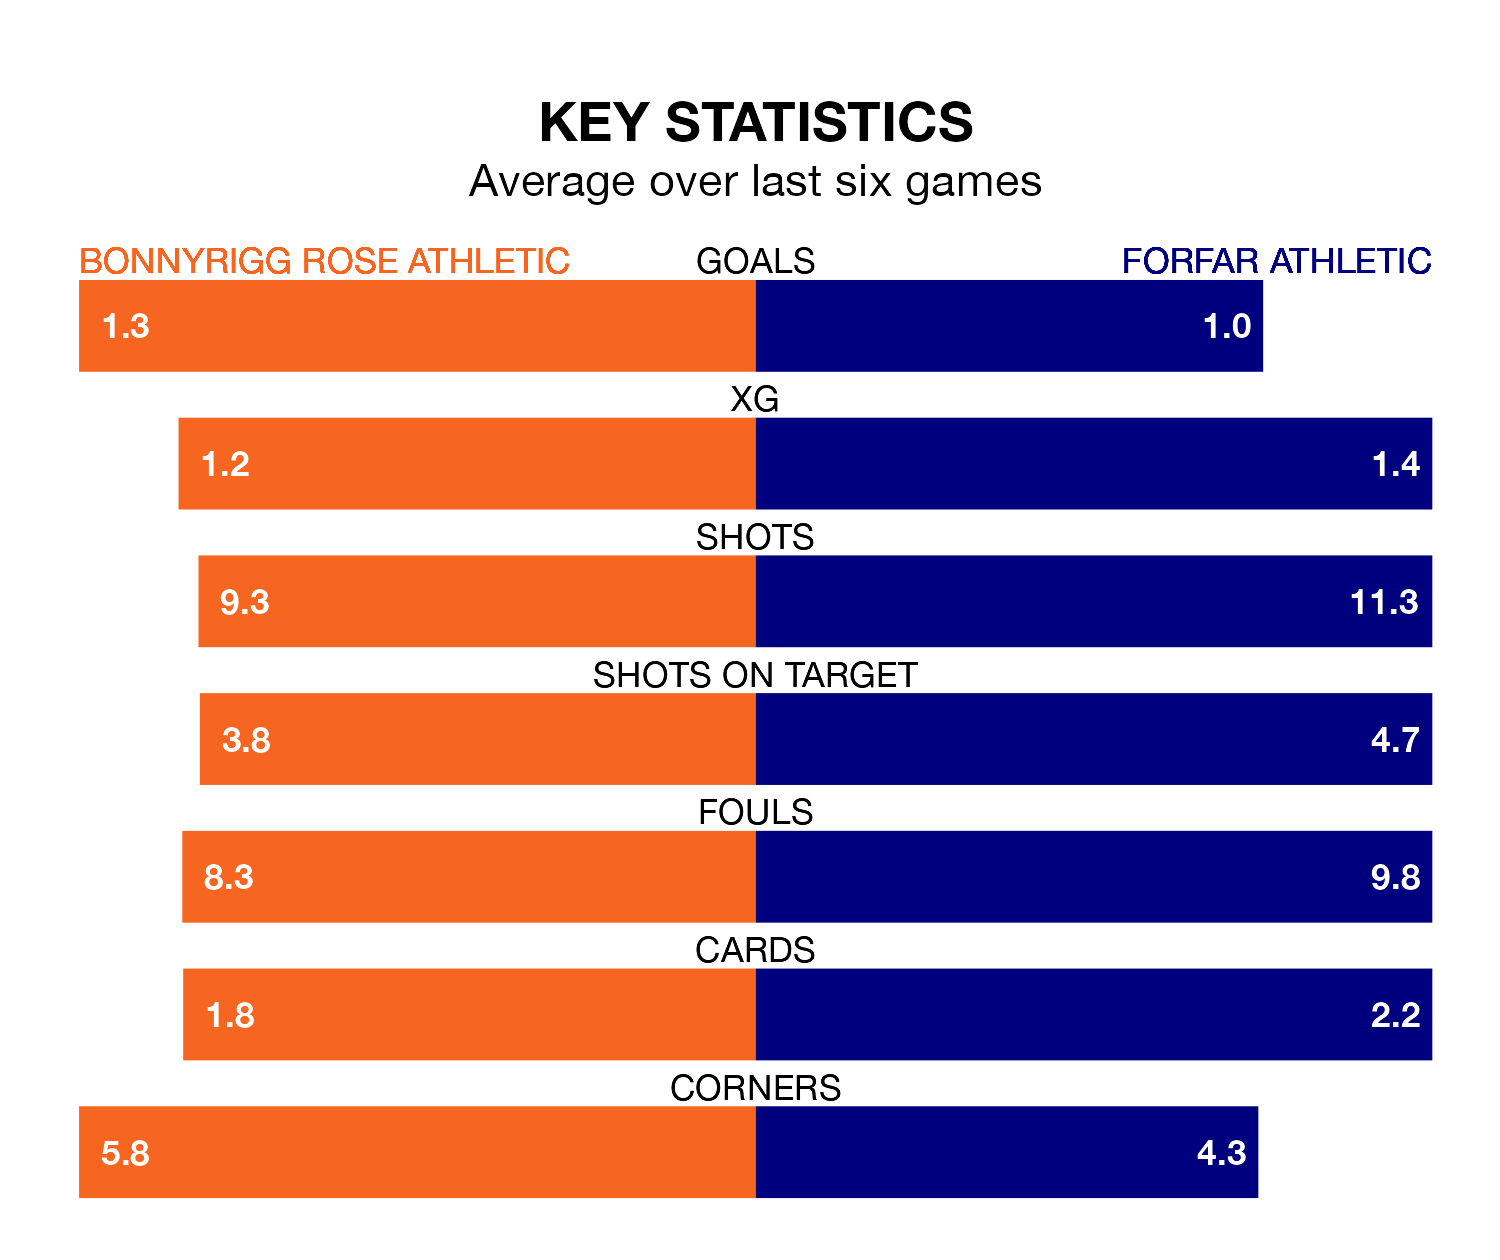 KEY STATISTICS
Average over last six games
BONNYRIGG ROSE ATHLETIC GOALS FORFAR ATHLETIC
1.3 1.0
XG
1.2 1.4
SHOTS
9.3 11.3
SHOTS ON TARGET
3.8 4.7
FOULS
8.3 9.8
CARDS
1.8 2.2
CORNERS
5.8 4.3